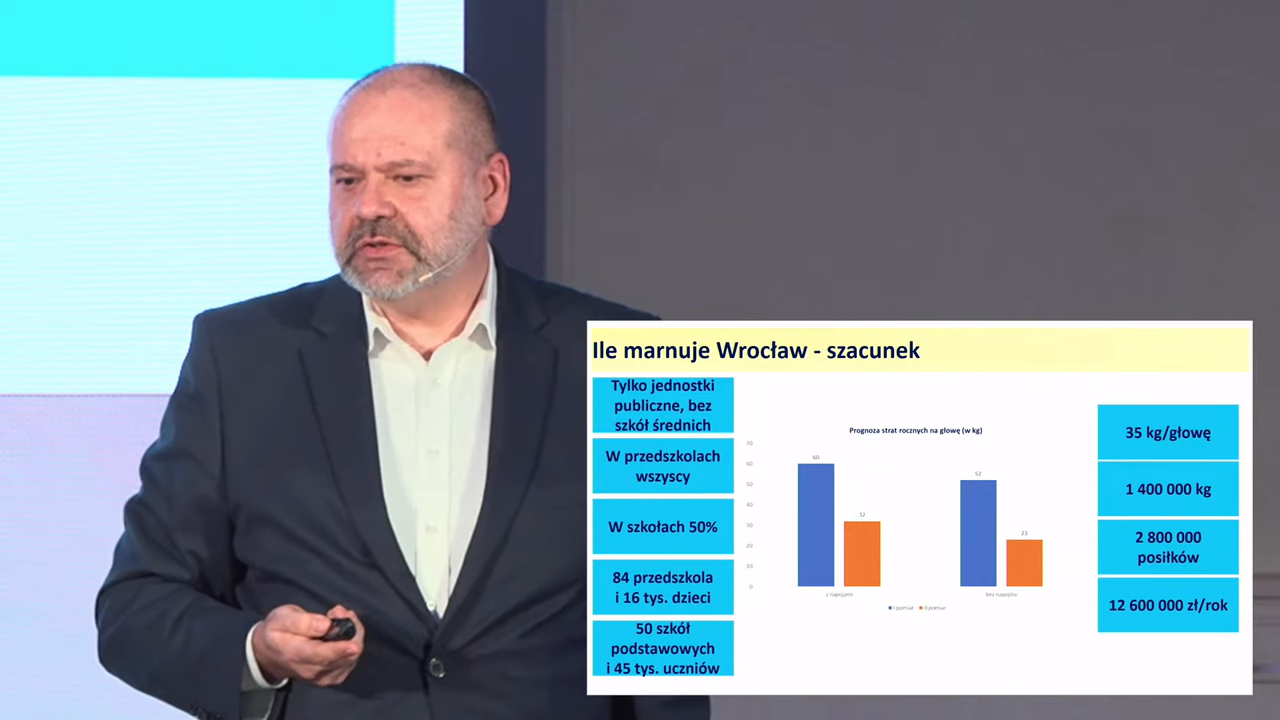 Ile marnuje Wrocław - szacunek
Tylko jednostki
publiczne, bez
szkół średnich
W przedszkolach
wszyscy
W szkołach 50%
84 przedszkola
i 16 tys. dzieci
50 szkół
podstawowych
i 45 tys. uczniów
Prognoza strat rocznych na głowę (w kg)
70
60
50
40
30
20
10
0
60
32
52
23
z napojami
bez napojów
I pomiar
II pomiar
35 kg/głowę
1 400 000 kg
2 800 000
posiłków
12 600 000 zł/rok